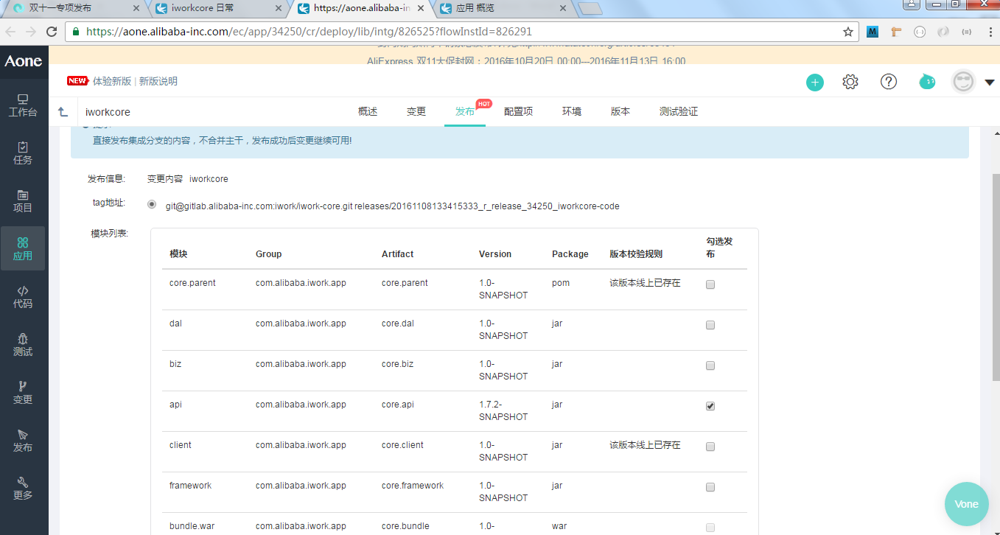 双十一专项发布
iworkcore 日常
https://aone.alibaba-in
应用 概览
https://aone.alibaba-inc.com/ec/app/34250/cr/deploy/lib/intg/826525?flowInstId=826291
M
Aone
AliExpress 双11大促封网：2016年10月20日 00:00---2016年11月13日 16:00
NEW 体验新版 | 新版说明
iworkcore
概述
变更
发布
HOT
配置项
环境
版本
测试验证
工作台
任务
项目
应用
代码
测试
变更
发布
更多
直接发布集成分支的内容，不合并主干，发布成功后变更继续可用!
发布信息: 变更内容 iworkcore
tag地址: git@gitlab.alibaba-inc.com:iwork/iwork-core.git releases/20161108133415333_r_release_34250_iworkcore-code
模块列表:
模块 Group Artifact Version Package 版本校验规则 勾选发布
core.parent com.alibaba.iwork.app core.parent 1.0-SNAPSHOT pom 该版本线上已存在
dal com.alibaba.iwork.app core.dal 1.0-SNAPSHOT jar
biz com.alibaba.iwork.app core.biz 1.0-SNAPSHOT jar
api com.alibaba.iwork.app core.api 1.7.2-SNAPSHOT jar
client com.alibaba.iwork.app core.client 1.0-SNAPSHOT jar 该版本线上已存在
framework com.alibaba.iwork.app core.framework 1.0-SNAPSHOT jar
bundle.war com.alibaba.iwork.app core.bundle 1.0- war
Vone